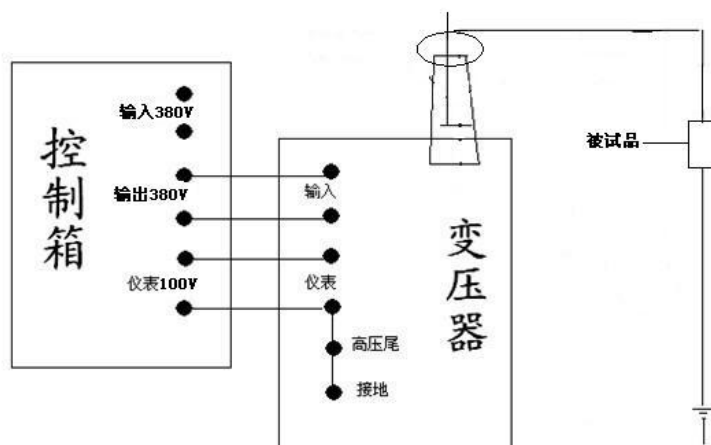 控制箱
输入380V
输出380V
仪表100V
输入
仪表
高压尾
接地
变压器
被试品